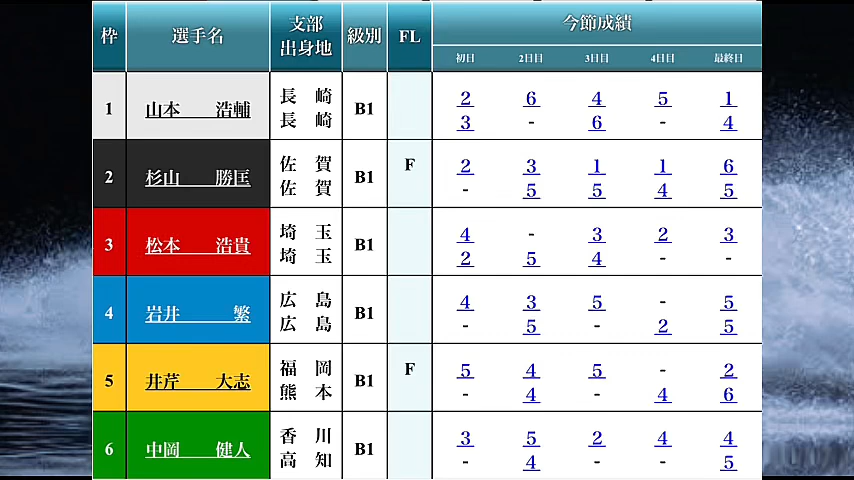 枠 選手名 支部 出身地 級別 FL 今節成績
初日 2日目 3日目 4日目 最終日
1 山本 浩輔 長崎 長崎 B1 2 6 4 5 1
3 - 6 - 4
2 杉山 勝匡 佐賀 佐賀 B1 F 2 3 1 1 6
- 5 5 4 5
3 松本 浩貴 埼玉 埼玉 B1 4 - 3 2 3
2 5 4 - -
4 岩井 繁 広島 広島 B1 4 3 5 - 5
- 5 - 2 5
5 井芹 大志 福岡 熊本 B1 F 5 4 5 - 2
- 4 - 4 6
6 中岡 健人 香川 高知 B1 3 5 2 4 4
- 4 - - 5